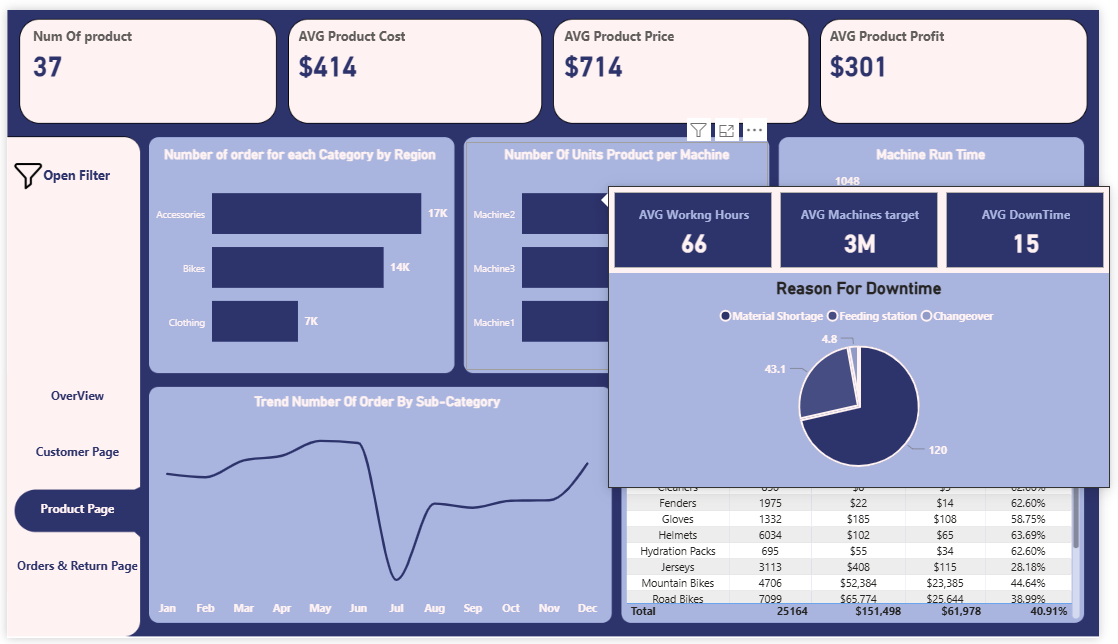 Num Of product
37
AVG Product Cost
$414
AVG Product Price
$714
AVG Product Profit
$301
Open Filter
OverView
Customer Page
Product Page
Orders & Return Page
Number of order for each Category by Region
Accessories 17K
Bikes 14K
Clothing 7K
Number Of Units Product per Machine
Machine2
Machine3
Machine1
Machine Run Time
1048
AVG Workng Hours
66
AVG Machines target
3M
AVG DownTime
15
Reason For Downtime
Material Shortage Feeding station Changeover
4.8
43.1
120
Trend Number Of Order By Sub-Category
Jan Feb Mar Apr May Jun Jul Aug Sep Oct Nov Dec
Cleaners
Fenders 1975 $22 $14 62.60%
Gloves 1332 $185 $108 58.75%
Helmets 6034 $102 $65 63.69%
Hydration Packs 695 $55 $34 62.60%
Jerseys 3113 $408 $115 28.18%
Mountain Bikes 4706 $52,384 $23,385 44.64%
Road Bikes 7099 $65,774 $25,644 38.99%
Total 25164 $151,498 $61,978 40.91%